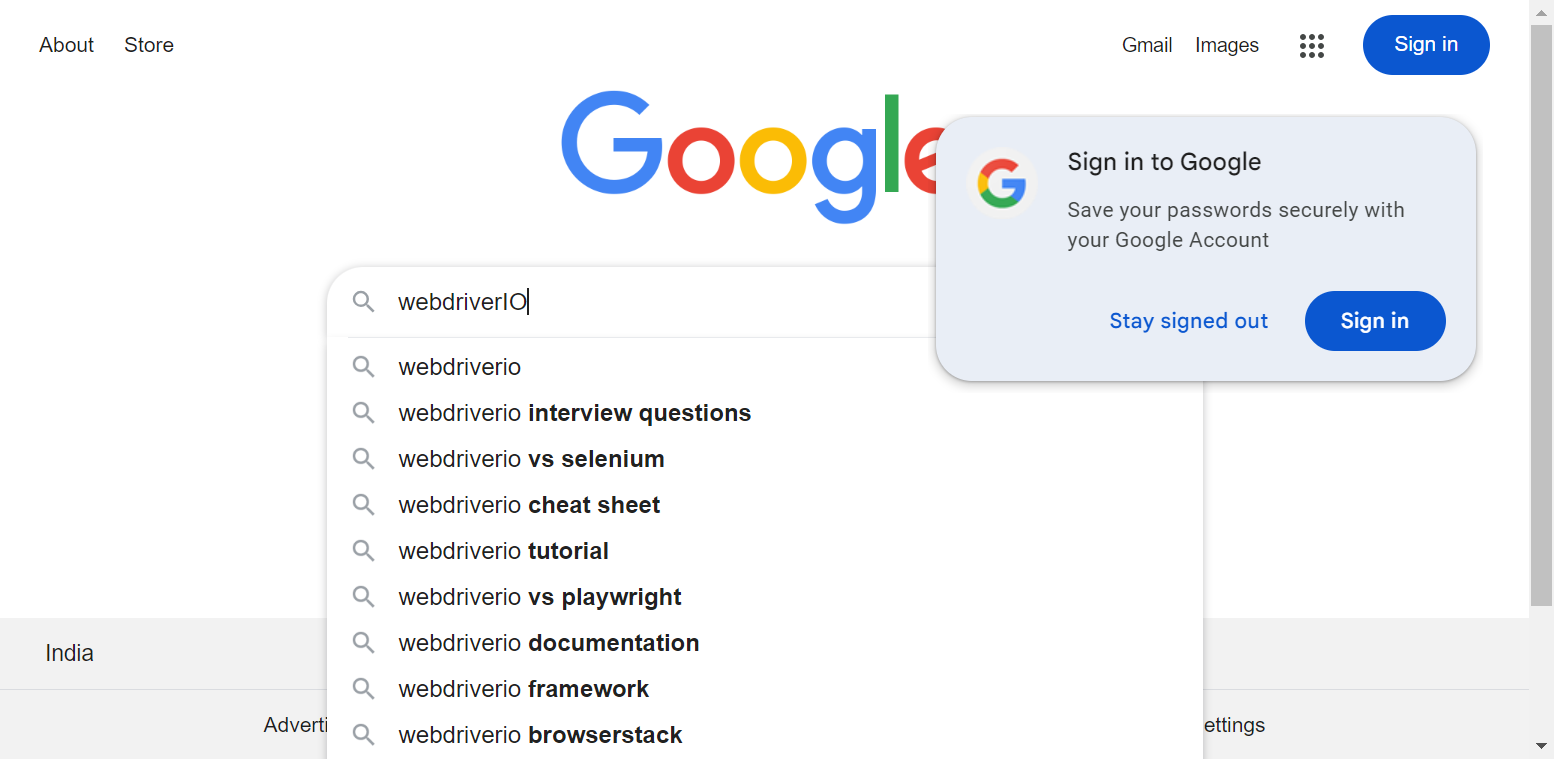 About Store Gmail Images Sign in
Google
Sign in to Google
Save your passwords securely with
your Google Account
Stay signed out Sign in
webdriverIO
webdriverio
webdriverio interview questions
webdriverio vs selenium
webdriverio cheat sheet
webdriverio tutorial
webdriverio vs playwright
webdriverio documentation
webdriverio framework
webdriverio browserstack
India
Adverti ettings